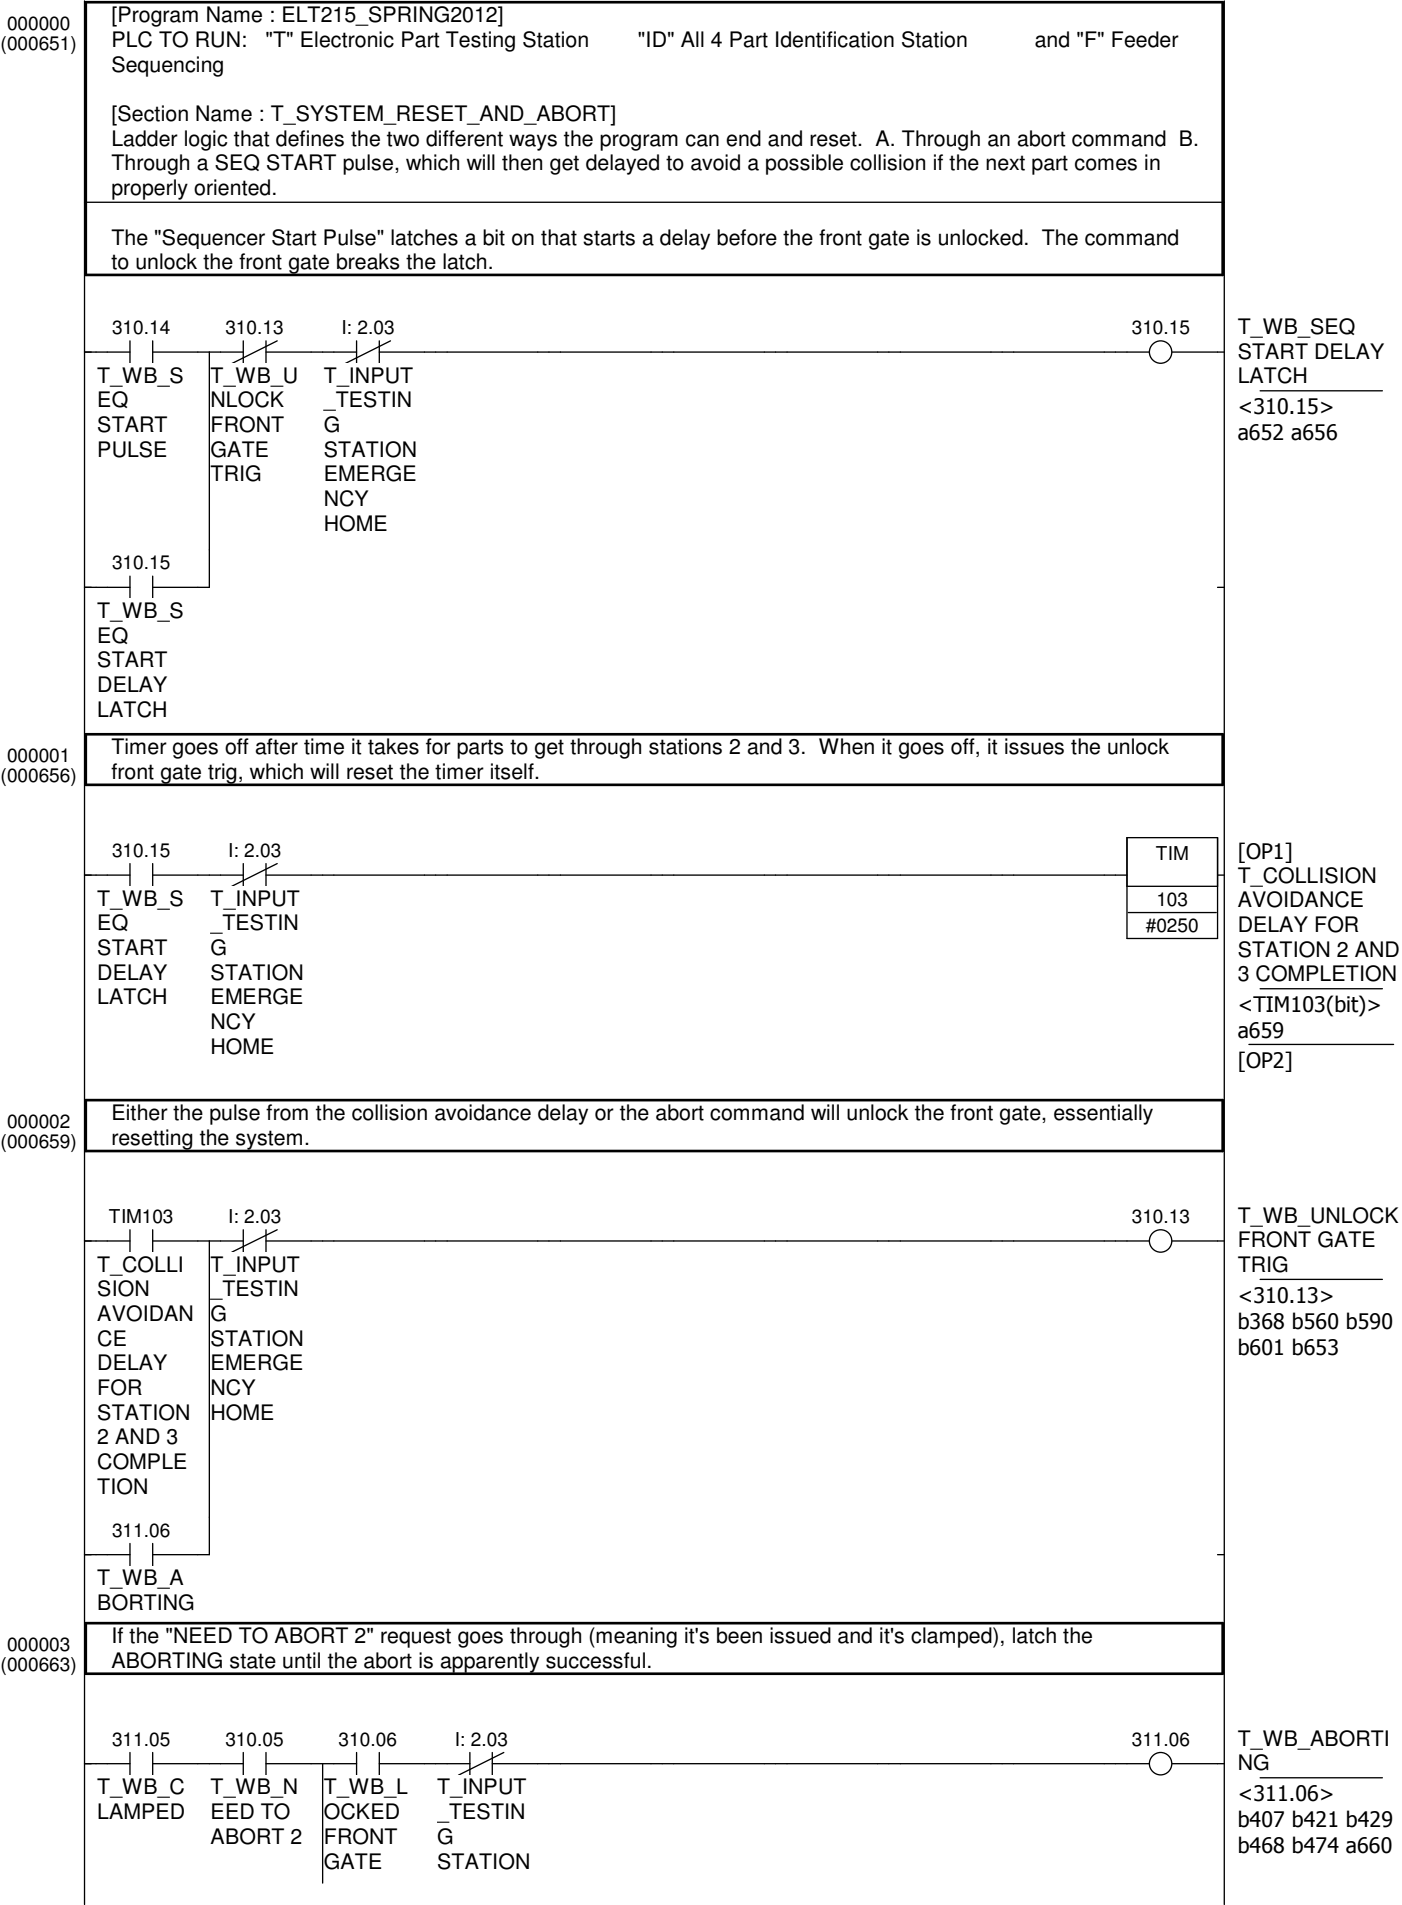 000000
(000651)
[Program Name : ELT215_SPRING2012]
PLC TO RUN: "T" Electronic Part Testing Station "ID" All 4 Part Identification Station and "F" Feeder
Sequencing
[Section Name : T_SYSTEM_RESET_AND_ABORT]
Ladder logic that defines the two different ways the program can end and reset. A. Through an abort command B.
Through a SEQ START pulse, which will then get delayed to avoid a possible collision if the next part comes in
properly oriented.
The "Sequencer Start Pulse" latches a bit on that starts a delay before the front gate is unlocked. The command
to unlock the front gate breaks the latch.
310.14
T_WB_S
EQ
START
PULSE
310.13
T_WB_U
NLOCK
FRONT
GATE
TRIG
I: 2.03
T_INPUT
_TESTIN
G
STATION
EMERGE
NCY
HOME
310.15
T_WB_SEQ
START DELAY
LATCH
<310.15>
a652 a656
310.15
T_WB_S
EQ
START
DELAY
LATCH
000001
(000656)
Timer goes off after time it takes for parts to get through stations 2 and 3. When it goes off, it issues the unlock
front gate trig, which will reset the timer itself.
310.15
T_WB_S
EQ
START
DELAY
LATCH
I: 2.03
T_INPUT
_TESTIN
G
STATION
EMERGE
NCY
HOME
TIM
103
#0250
[OP1]
T_COLLISION
AVOIDANCE
DELAY FOR
STATION 2 AND
3 COMPLETION
<TIM103(bit)>
a659
[OP2]
000002
(000659)
Either the pulse from the collision avoidance delay or the abort command will unlock the front gate, essentially
resetting the system.
TIM103
T_COLLI
SION
AVOIDAN
CE
DELAY
FOR
STATION
2 AND 3
COMPLE
TION
I: 2.03
T_INPUT
_TESTIN
G
STATION
EMERGE
NCY
HOME
310.13
T_WB_UNLOCK
FRONT GATE
TRIG
<310.13>
b368 b560 b590
b601 b653
311.06
T_WB_A
BORTING
000003
(000663)
If the "NEED TO ABORT 2" request goes through (meaning it's been issued and it's clamped), latch the
ABORTING state until the abort is apparently successful.
311.05
T_WB_C
LAMPED
310.05
T_WB_N
EED TO
ABORT 2
310.06
T_WB_L
OCKED
FRONT
GATE
I: 2.03
T_INPUT
_TESTIN
G
STATION
311.06
T_WB_ABORTI
NG
<311.06>
b407 b421 b429
b468 b474 a660